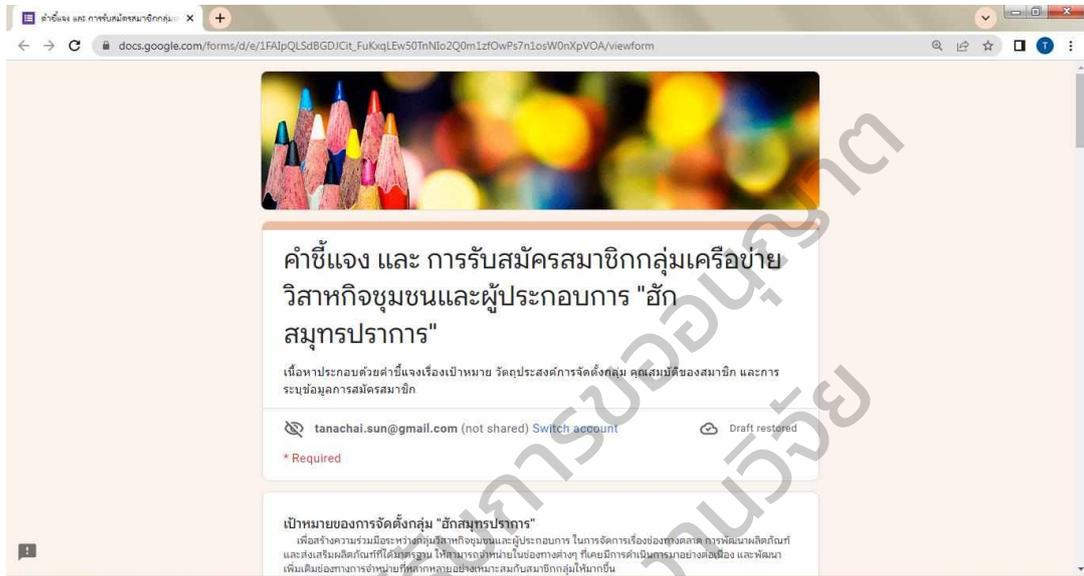 คำชี้แจง และ การรับสมัครสมาชิกกลุ่มเ
docs.google.com/forms/d/e/1FAIpQLSdBGDJCit_FuKxqLEw50TnNIo2Q0m1zfOwPs7n1osW0nXpVOA/viewform
T
คำชี้แจง และ การรับสมัครสมาชิกกลุ่มเครือข่าย
วิสาหกิจชุมชนและผู้ประกอบการ "ฮัก
สมุทรปราการ"
เนื้อหาประกอบด้วยคำชี้แจงเรื่องเป้าหมาย วัตถุประสงค์การจัดตั้งกลุ่ม คุณสมบัติของสมาชิก และการ
ระบุข้อมูลการสมัครสมาชิก
tanachai.sun@gmail.com (not shared) Switch account
Draft restored
* Required
เป้าหมายของการจัดตั้งกลุ่ม "ฮักสมุทรปราการ"
เพื่อสร้างความร่วมมือระหว่างกลุ่มวิสาหกิจชุมชนและผู้ประกอบการ ในการจัดการเรื่องช่องทางตลาด การพัฒนาผลิตภัณฑ์
และส่งเสริมผลิตภัณฑ์ที่ได้มาตรฐาน ให้สามารถจำหน่ายในช่องทางต่างๆ ที่เคยมีการดำเนินการมาอย่างต่อเนื่อง และพัฒนา
เพิ่มเติมช่องทางการจำหน่ายที่หลากหลายอย่างเหมาะสมกับสมาชิกกลุ่มให้มากขึ้น
รับการขออนุญาต
งานวิจัย